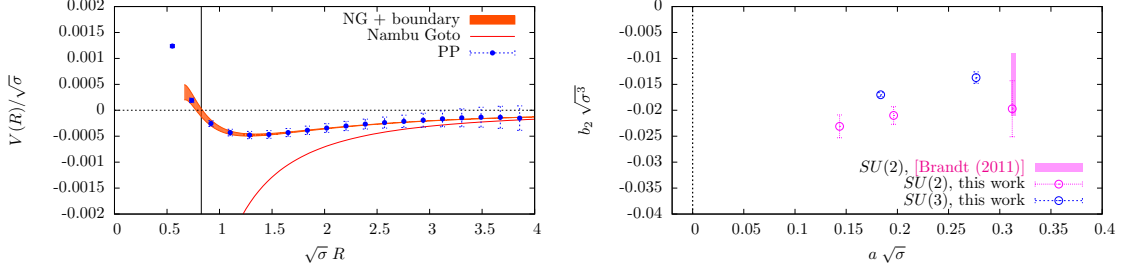 0.002
0.0015
0.001
0.0005
0
-0.0005
-0.001
-0.0015
-0.002
V(R)/√σ
0 0.5 1 1.5 2 2.5 3 3.5 4
√σ R
NG + boundary
Nambu Goto
PP
0
-0.005
-0.01
-0.015
-0.02
-0.025
-0.03
-0.035
-0.04
b₂ √σ³
0 0.05 0.1 0.15 0.2 0.25 0.3 0.35 0.4
a √σ
SU(2), [Brandt (2011)]
SU(2), this work
SU(3), this work